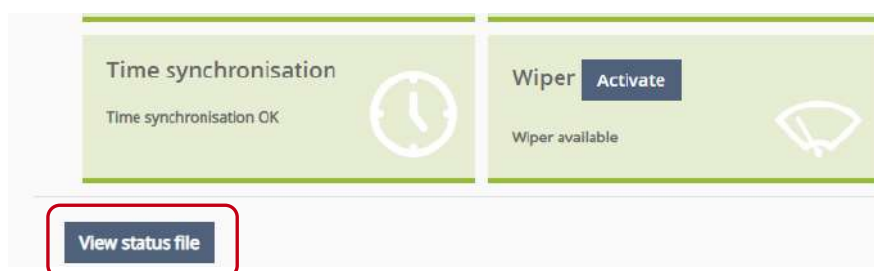 Time synchronisation
Time synchronisation OK
Wiper Activate
Wiper available
View status file